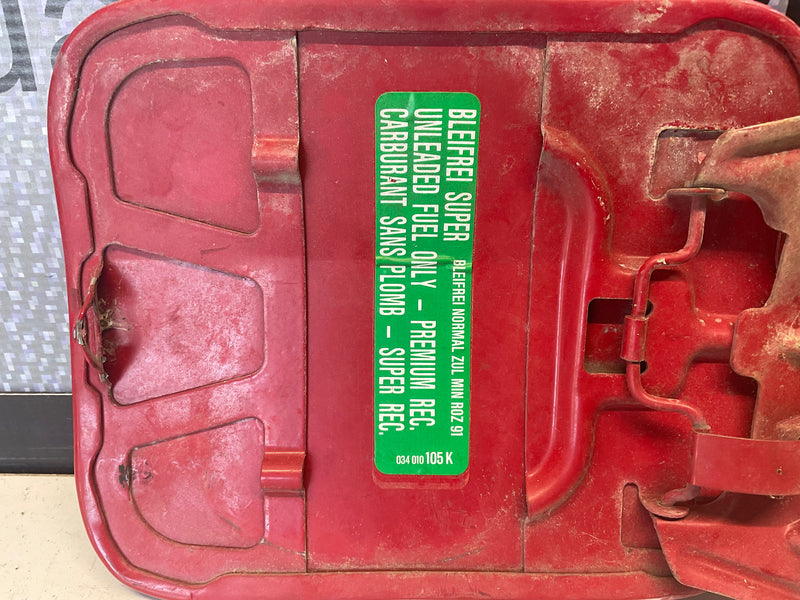 BLEIFREI SUPER BLEIFREI NORMAL ZUL MIN ROZ 91
UNLEADED FUEL ONLY - PREMIUM REC.
CARBURANT SANS PLOMB - SUPER REC.
034 010 105 K